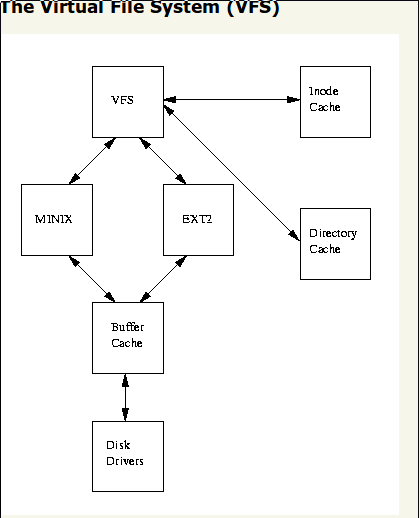 The Virtual File System (VFS)
VFS
Inode
Cache
MINIX
EXT2
Directory
Cache
Buffer
Cache
Disk
Drivers